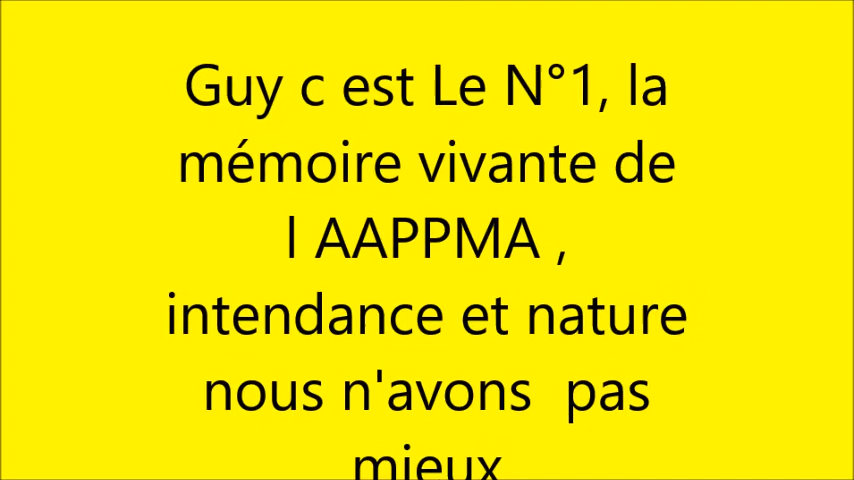 Guy c est Le N°1, la
mémoire vivante de
l AAPPMA ,
intendance et nature
nous n'avons  pas
mieux